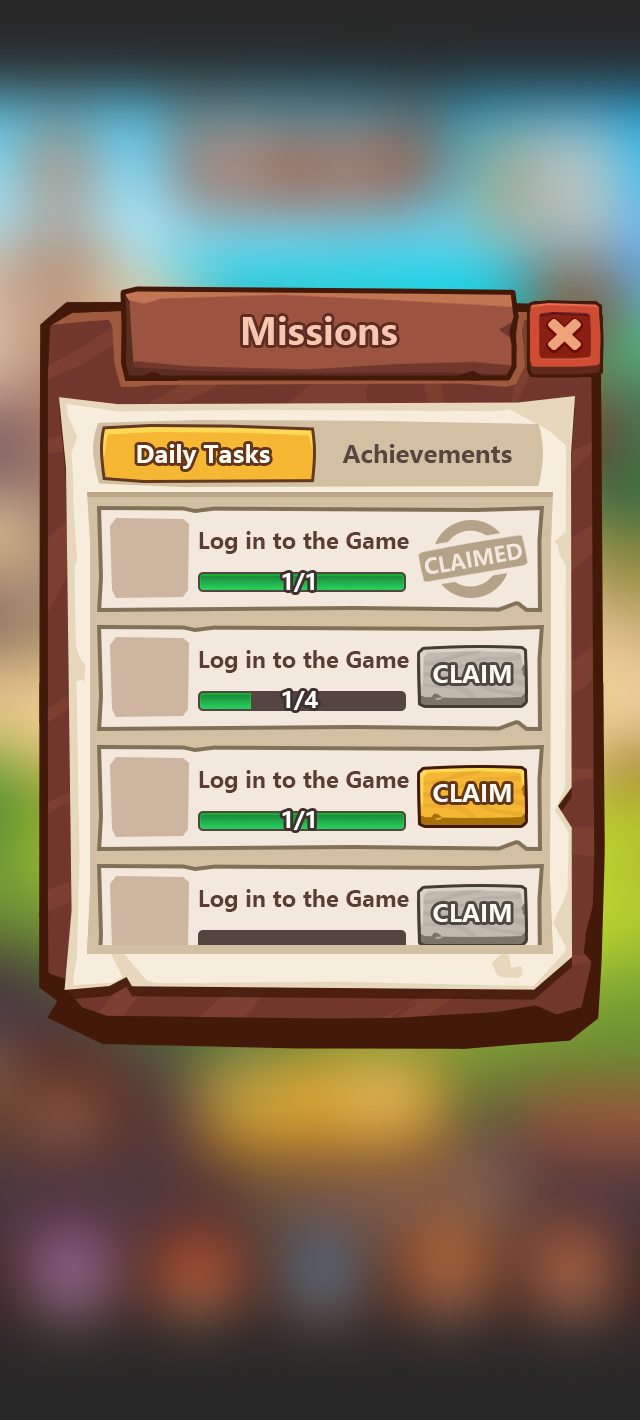 Missions
Daily Tasks
Achievements
Log in to the Game
1/1
CLAIMED
Log in to the Game
1/4
CLAIM
Log in to the Game
1/1
CLAIM
Log in to the Game
CLAIM